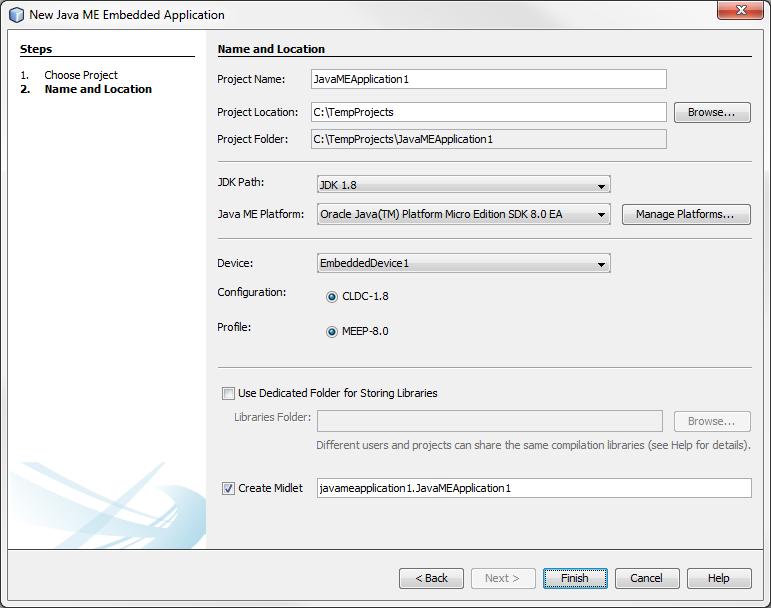 New Java ME Embedded Application
Steps
1. Choose Project
2. Name and Location
Name and Location
Project Name: JavaMEApplication1
Project Location: C:\TempProjects Browse...
Project Folder: C:\TempProjects\JavaMEApplication1
JDK Path: JDK 1.8
Java ME Platform: Oracle Java(TM) Platform Micro Edition SDK 8.0 EA Manage Platforms...
Device: EmbeddedDevice1
Configuration: CLDC-1.8
Profile: MEEP-8.0
Use Dedicated Folder for Storing Libraries
Libraries Folder: Browse...
Different users and projects can share the same compilation libraries (see Help for details).
Create Midlet javameapplication1.JavaMEApplication1
< Back Next > Finish Cancel Help